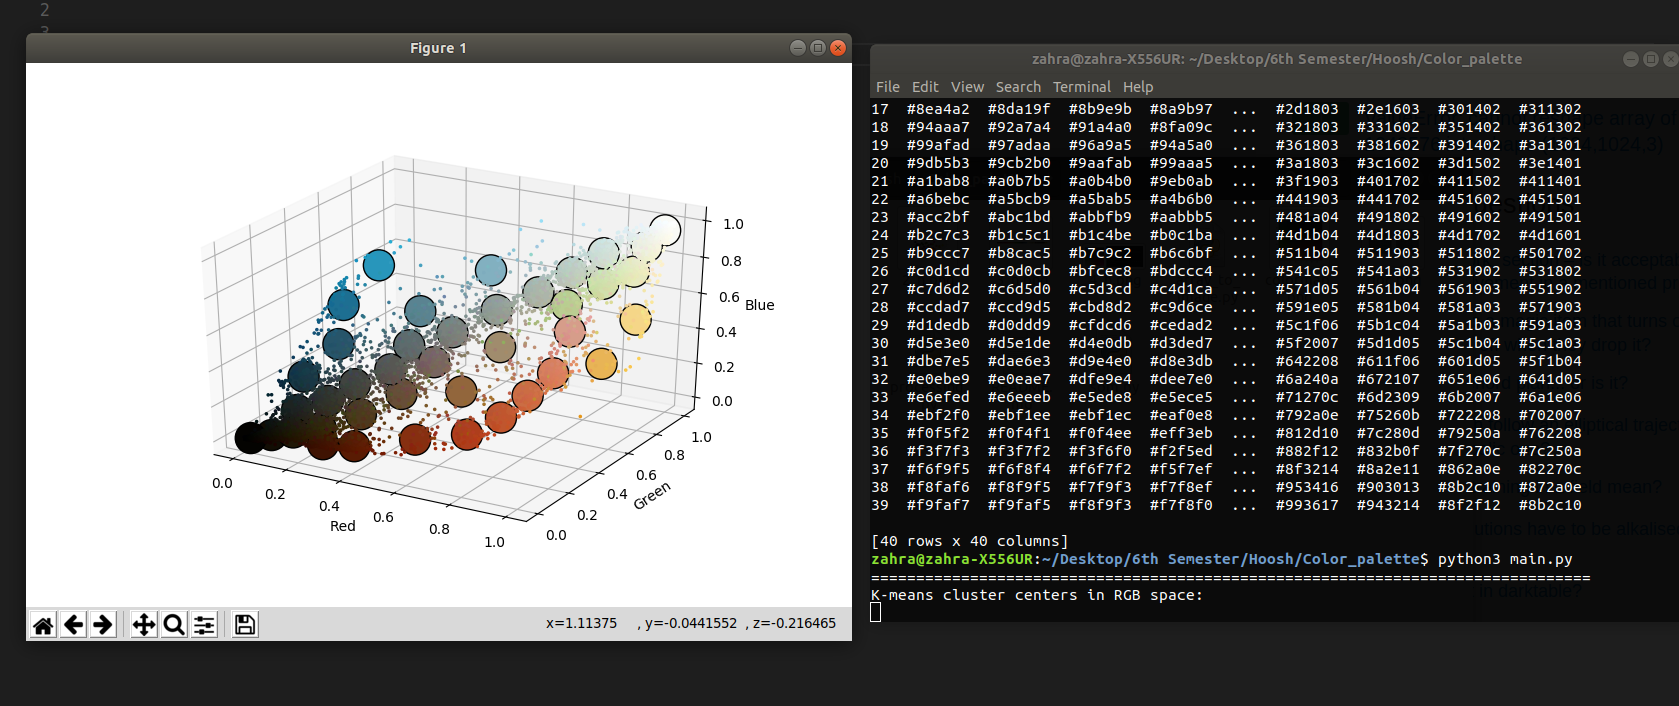 2
3
Figure 1
1.0
0.8
0.6
0.4
0.2
0.0
Blue
0.0
0.2
0.4
0.6
0.8
1.0
Red
0.0
0.2
0.4
0.6
0.8
1.0
Green
x=1.11375 , y=-0.0441552 , z=-0.216465
zahra@zahra-X556UR: ~/Desktop/6th Semester/Hoosh/Color_palette
File Edit View Search Terminal Help
17 #8ea4a2 #8da19f #8b9e9b #8a9b97 ... #2d1803 #2e1603 #301402 #311302
18 #94aaa7 #92a7a4 #91a4a0 #8fa09c ... #321803 #331602 #351402 #361302
19 #99afad #97adaa #96a9a5 #94a5a0 ... #361803 #381602 #391402 #3a1301
20 #9db5b3 #9cb2b0 #9aafab #99aaa5 ... #3a1803 #3c1602 #3d1502 #3e1401
21 #a1bab8 #a0b7b5 #a0b4b0 #9eb0ab ... #3f1903 #401702 #411502 #411401
22 #a6bebc #a5bcb9 #a5bab5 #a4b6b0 ... #441903 #441702 #451602 #451501
23 #acc2bf #abc1bd #abbfb9 #aabbb5 ... #481a04 #491802 #491602 #491501
24 #b2c7c3 #b1c5c1 #b1c4be #b0c1ba ... #4d1b04 #4d1803 #4d1702 #4d1601
25 #b9ccc7 #b8cac5 #b7c9c2 #b6c6bf ... #511b04 #511903 #511802 #501702
26 #c0d1cd #c0d0cb #bfcec8 #bdccc4 ... #541c05 #541a03 #531902 #531802
27 #c7d6d2 #c6d5d0 #c5d3cd #c4d1ca ... #571d05 #561b04 #561903 #551902
28 #ccdad7 #ccd9d5 #cbd8d2 #c9d6ce ... #591e05 #581b04 #581a03 #571903
29 #d1dedb #d0ddd9 #cfdcd6 #cedad2 ... #5c1f06 #5b1c04 #5a1b03 #591a03
30 #d5e3e0 #d5e1de #d4e0db #d3ded7 ... #5f2007 #5d1d05 #5c1b04 #5c1a03
31 #dbe7e5 #dae6e3 #d9e4e0 #d8e3db ... #642208 #611f06 #601d05 #5f1b04
32 #e0ebe9 #e0eae7 #dfe9e4 #dee7e0 ... #6a240a #672107 #651e06 #641d05
33 #e6efed #e6eeeb #e5ede8 #e5ece5 ... #71270c #6d2309 #6b2007 #6a1e06
34 #ebf2f0 #ebf1ee #ebf1ec #eaf0e8 ... #792a0e #75260b #722208 #702007
35 #f0f5f2 #f0f4f1 #f0f4ee #eff3eb ... #812d10 #7c280d #79250a #762208
36 #f3f7f3 #f3f7f2 #f3f6f0 #f2f5ed ... #882f12 #832b0f #7f270c #7c250a
37 #f6f9f5 #f6f8f4 #f6f7f2 #f5f7ef ... #8f3214 #8a2e11 #862a0e #82270c
38 #f8faf6 #f8f9f5 #f7f9f3 #f7f8ef ... #953416 #903013 #8b2c10 #872a0e
39 #f9faf7 #f9faf5 #f8f9f3 #f7f8f0 ... #993617 #943214 #8f2f12 #8b2c10
[40 rows x 40 columns]
zahra@zahra-X556UR:~/Desktop/6th Semester/Hoosh/Color_palette$ python3 main.py
================================================================================
K-means cluster centers in RGB space: